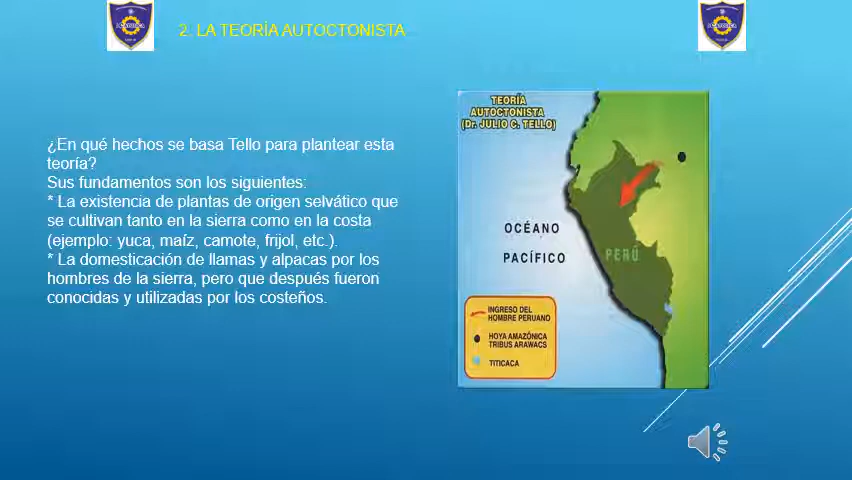 2. LA TEORÍA AUTOCTONISTA
¿En qué hechos se basa Tello para plantear esta
teoría?
Sus fundamentos son los siguientes:
* La existencia de plantas de origen selvático que
se cultivan tanto en la sierra como en la costa
(ejemplo: yuca, maíz, camote, frijol, etc.).
* La domesticación de llamas y alpacas por los
hombres de la sierra, pero que después fueron
conocidas y utilizadas por los costeños.
TEORÍA
AUTOCTONISTA
(Dr. JULIO C. TELLO)
OCÉANO
PACÍFICO
PERÚ
INGRESO DEL
HOMBRE PERUANO
HOYA AMAZÓNICA
TRIBUS ARAWACS
TITICACA